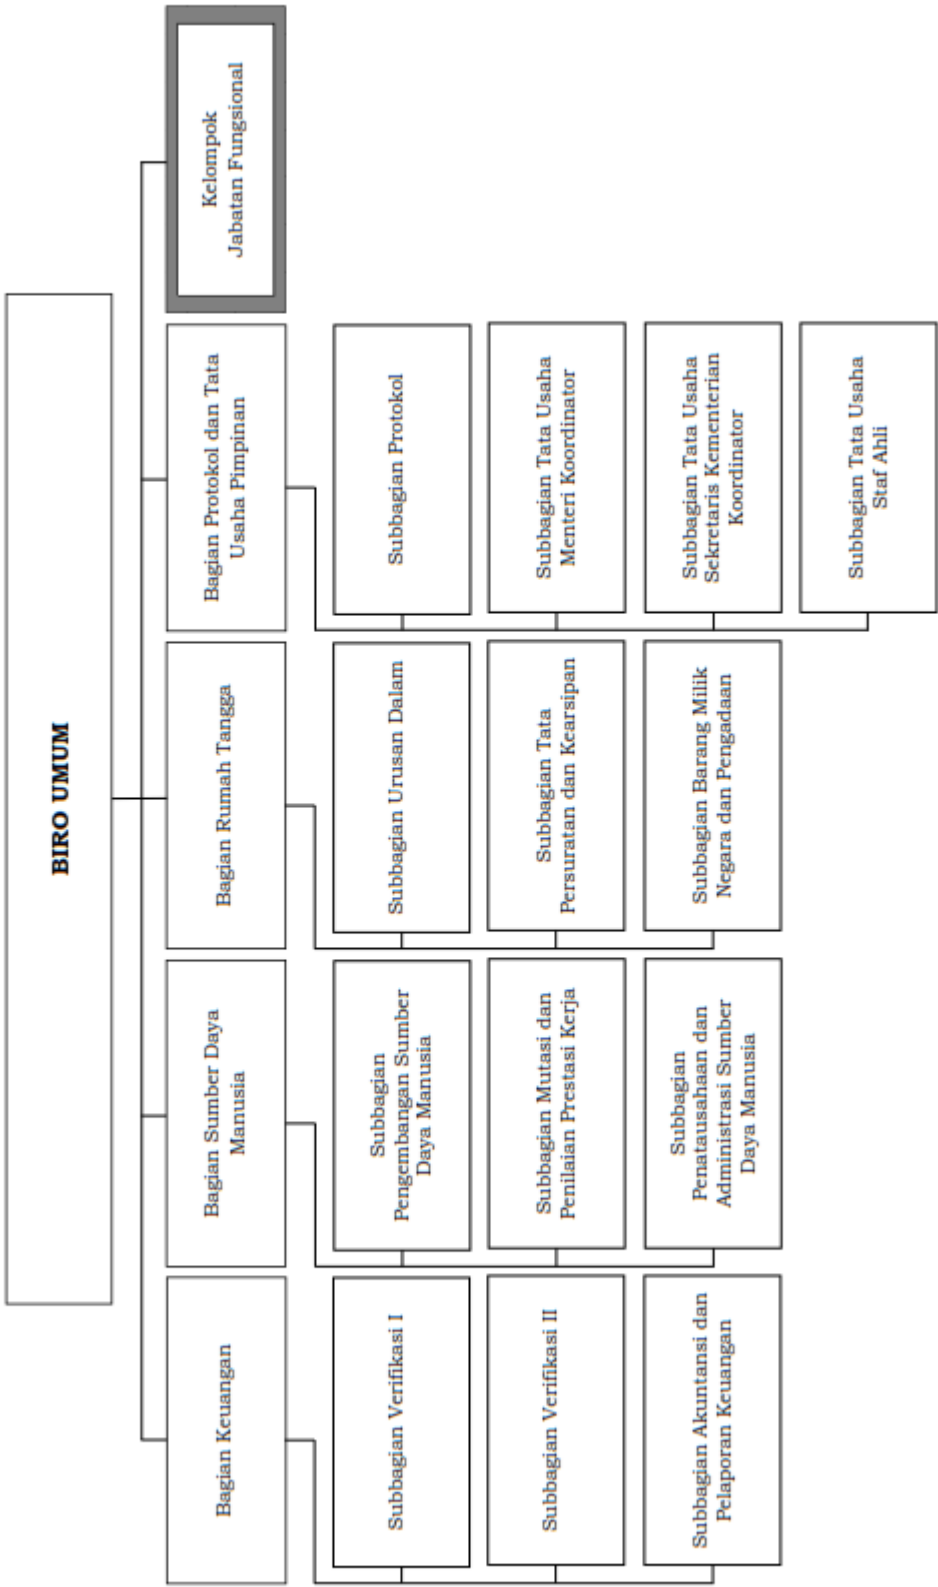 BIRO UMUM
Bagian Keuangan
Bagian Sumber Daya
Manusia
Bagian Rumah Tangga
Bagian Protokol dan Tata
Usaha Pimpinan
Kelompok
Jabatan Fungsional
Subbagian Verifikasi I
Subbagian
Pengembangan Sumber
Daya Manusia
Subbagian Urusan Dalam
Subbagian Protokol
Subbagian Verifikasi II
Subbagian Mutasi dan
Penilaian Prestasi Kerja
Subbagian Tata
Persuratan dan Kearsipan
Subbagian Tata Usaha
Menteri Koordinator
Subbagian Akuntansi dan
Pelaporan Keuangan
Subbagian
Penatausahaan dan
Administrasi Sumber
Daya Manusia
Subbagian Barang Milik
Negara dan Pengadaan
Subbagian Tata Usaha
Sekretaris Kementerian
Koordinator
Subbagian Tata Usaha
Staf Ahli